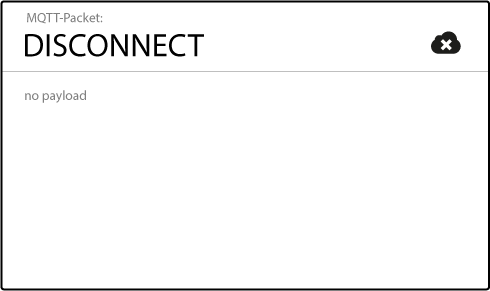 MQTT-Packet:
DISCONNECT
no payload